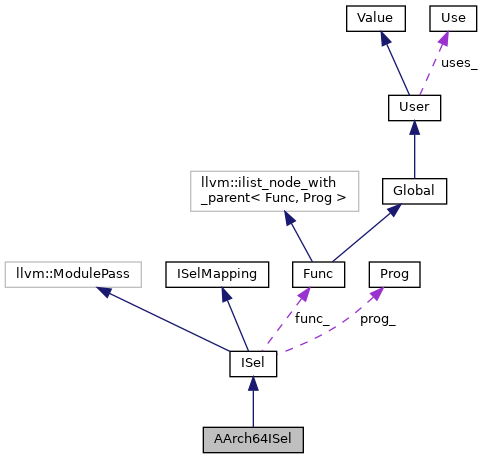 Value
Use
uses_
User
llvm::ilist_node_with
_parent< Func, Prog >
Global
llvm::ModulePass
ISelMapping
Func
Prog
func_
prog_
ISel
AArch64ISel